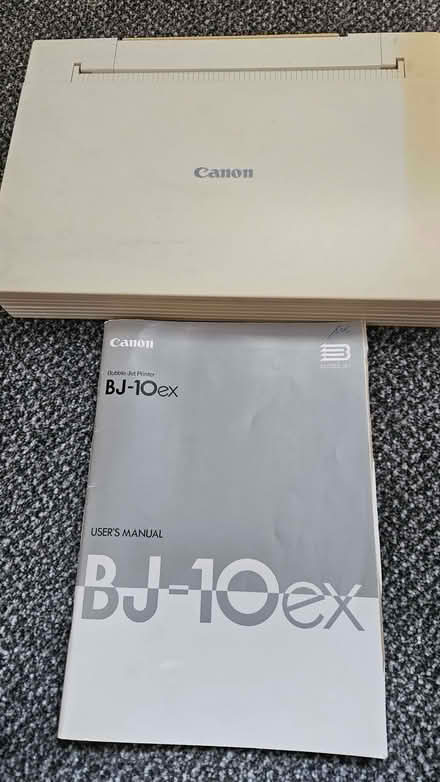 Canon
Canon
Bubble-Jet Printer
BJ-10ex
USER'S MANUAL
BJ-10ex